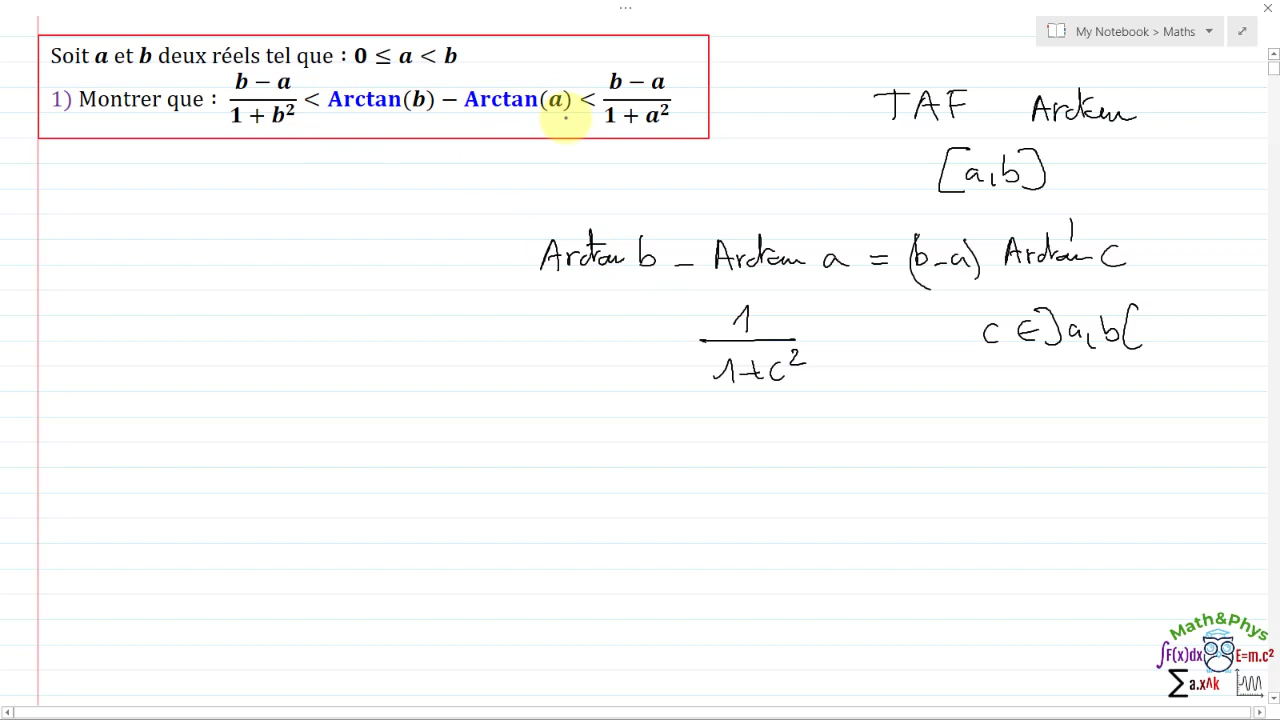 My Notebook > Maths
Soit a et b deux réels tel que : 0 ≤ a < b
1) Montrer que : (b − a)/(1 + b²) < Arctan(b) − Arctan(a) < (b − a)/(1 + a²)
TAF Arctan
[a,b]
Arctan b − Arctan a = (b−a) Arctan' c
1/(1+c²) c ∈ ]a,b[
Math&Phys
∫F(x)dx E=m.c²
∑ a.x∧k